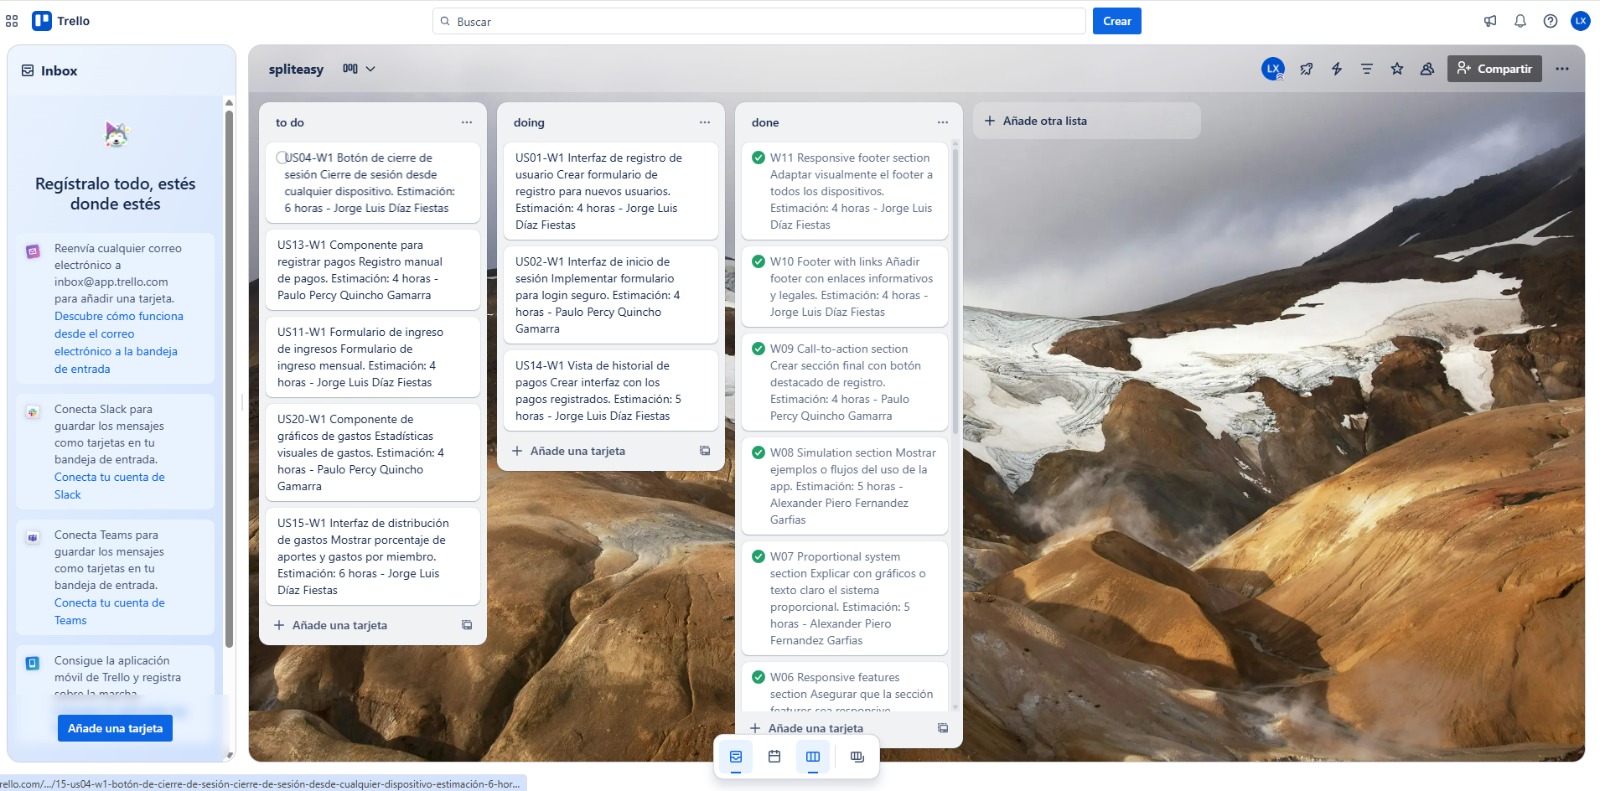 Trello
Buscar
Crear
LX
Inbox
Regístralo todo, estés
donde estés
Reenvía cualquier correo
electrónico a
inbox@app.trello.com
para añadir una tarjeta.
Descubre cómo funciona
desde el correo
electrónico a la bandeja
de entrada
Conecta Slack para
guardar los mensajes
como tarjetas en tu
bandeja de entrada.
Conecta tu cuenta de
Slack
Conecta Teams para
guardar los mensajes
como tarjetas en tu
bandeja de entrada.
Conecta tu cuenta de
Teams
Consigue la aplicación
móvil de Trello y registra
sobre la marcha
Añade una tarjeta
spliteasy
LX
Compartir
to do
US04-W1 Botón de cierre de
sesión Cierre de sesión desde
cualquier dispositivo. Estimación:
6 horas - Jorge Luis Díaz Fiestas
US13-W1 Componente para
registrar pagos Registro manual
de pagos. Estimación: 4 horas -
Paulo Percy Quincho Gamarra
US11-W1 Formulario de ingreso
de ingresos Formulario de
ingreso mensual. Estimación: 4
horas - Jorge Luis Díaz Fiestas
US20-W1 Componente de
gráficos de gastos Estadísticas
visuales de gastos. Estimación: 4
horas - Paulo Percy Quincho
Gamarra
US15-W1 Interfaz de distribución
de gastos Mostrar porcentaje de
aportes y gastos por miembro.
Estimación: 6 horas - Jorge Luis
Díaz Fiestas
Añade una tarjeta
doing
US01-W1 Interfaz de registro de
usuario Crear formulario de
registro para nuevos usuarios.
Estimación: 4 horas - Jorge Luis
Díaz Fiestas
US02-W1 Interfaz de inicio de
sesión Implementar formulario
para login seguro. Estimación: 4
horas - Paulo Percy Quincho
Gamarra
US14-W1 Vista de historial de
pagos Crear interfaz con los
pagos registrados. Estimación: 5
horas - Jorge Luis Díaz Fiestas
Añade una tarjeta
done
W11 Responsive footer section
Adaptar visualmente el footer a
todos los dispositivos.
Estimación: 4 horas - Jorge Luis
Díaz Fiestas
W10 Footer with links Añadir
footer con enlaces informativos
y legales. Estimación: 4 horas -
Jorge Luis Díaz Fiestas
W09 Call-to-action section
Crear sección final con botón
destacado de registro.
Estimación: 4 horas - Paulo
Percy Quincho Gamarra
W08 Simulation section Mostrar
ejemplos o flujos del uso de la
app. Estimación: 5 horas -
Alexander Piero Fernandez
Garfias
W07 Proportional system
section Explicar con gráficos o
texto claro el sistema
proporcional. Estimación: 5
horas - Alexander Piero
Fernandez Garfias
W06 Responsive features
section Asegurar que la sección
features sea responsive.
Añade una tarjeta
Añade otra lista
rello.com/.../15-us04-w1-botón-de-cierre-de-sesión-cierre-de-sesión-desde-cualquier-dispositivo-estimación-6-hor...